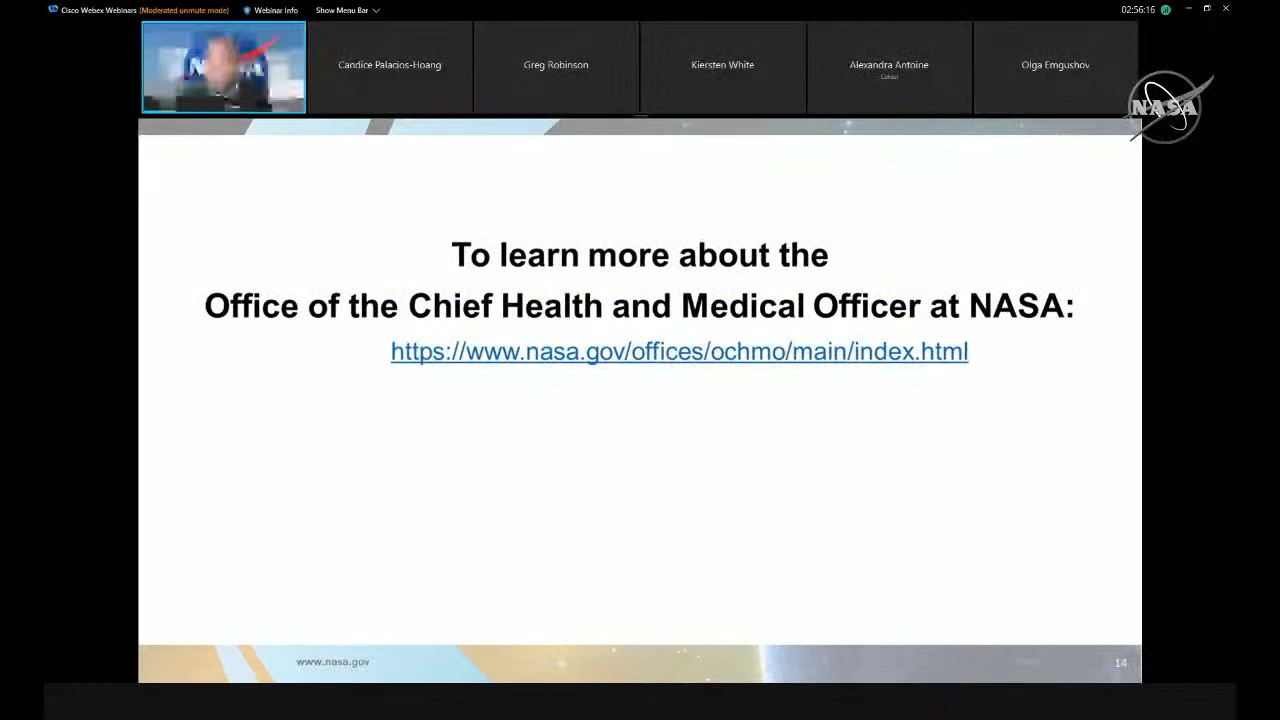 Cisco Webex Webinars (Moderated unmute mode) Webinar Info Show Menu Bar 02:56:16
NASA
Candice Palacios-Hoang
Greg Robinson
Kiersten White
Alexandra Antoine
Cohost
Olga Emgushov
NASA
To learn more about the
Office of the Chief Health and Medical Officer at NASA:
https://www.nasa.gov/offices/ochmo/main/index.html
www.nasa.gov 14